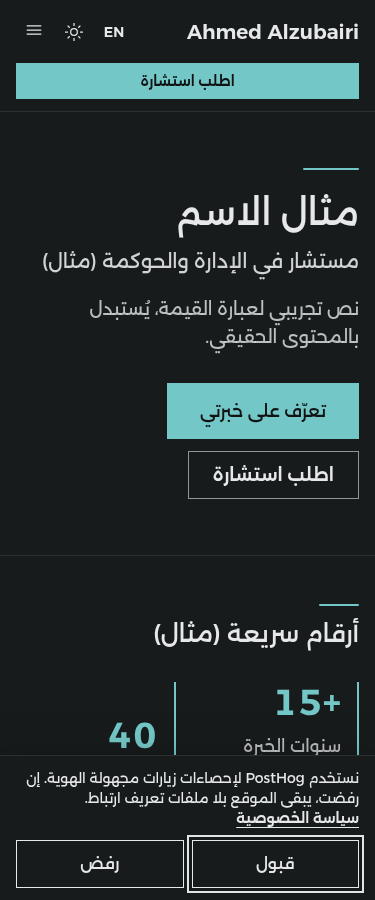 Ahmed Alzubairi
EN
اطلب استشارة
مثال الاسم
مستشار في الإدارة والحوكمة (مثال)
نص تجريبي لعبارة القيمة، يُستبدل
بالمحتوى الحقيقي.
تعرّف على خبرتي
اطلب استشارة
أرقام سريعة (مثال)
15+
سنوات الخبرة
40
نستخدم PostHog لإحصاءات زيارات مجهولة الهوية. إن
رفضت، يبقى الموقع بلا ملفات تعريف ارتباط.
سياسة الخصوصية
قبول
رفض